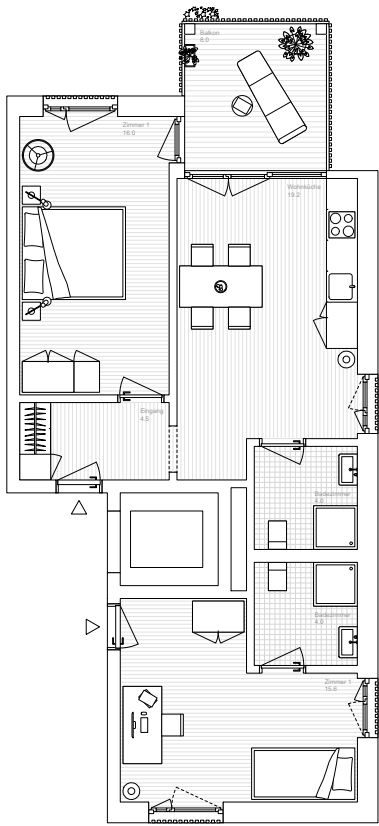 Balkon
6.0
Zimmer 1
16.0
Wohnküche
19.2
Eingang
4.5
Badezimmer
4.0
Badezimmer
4.0
Zimmer 1
15.6